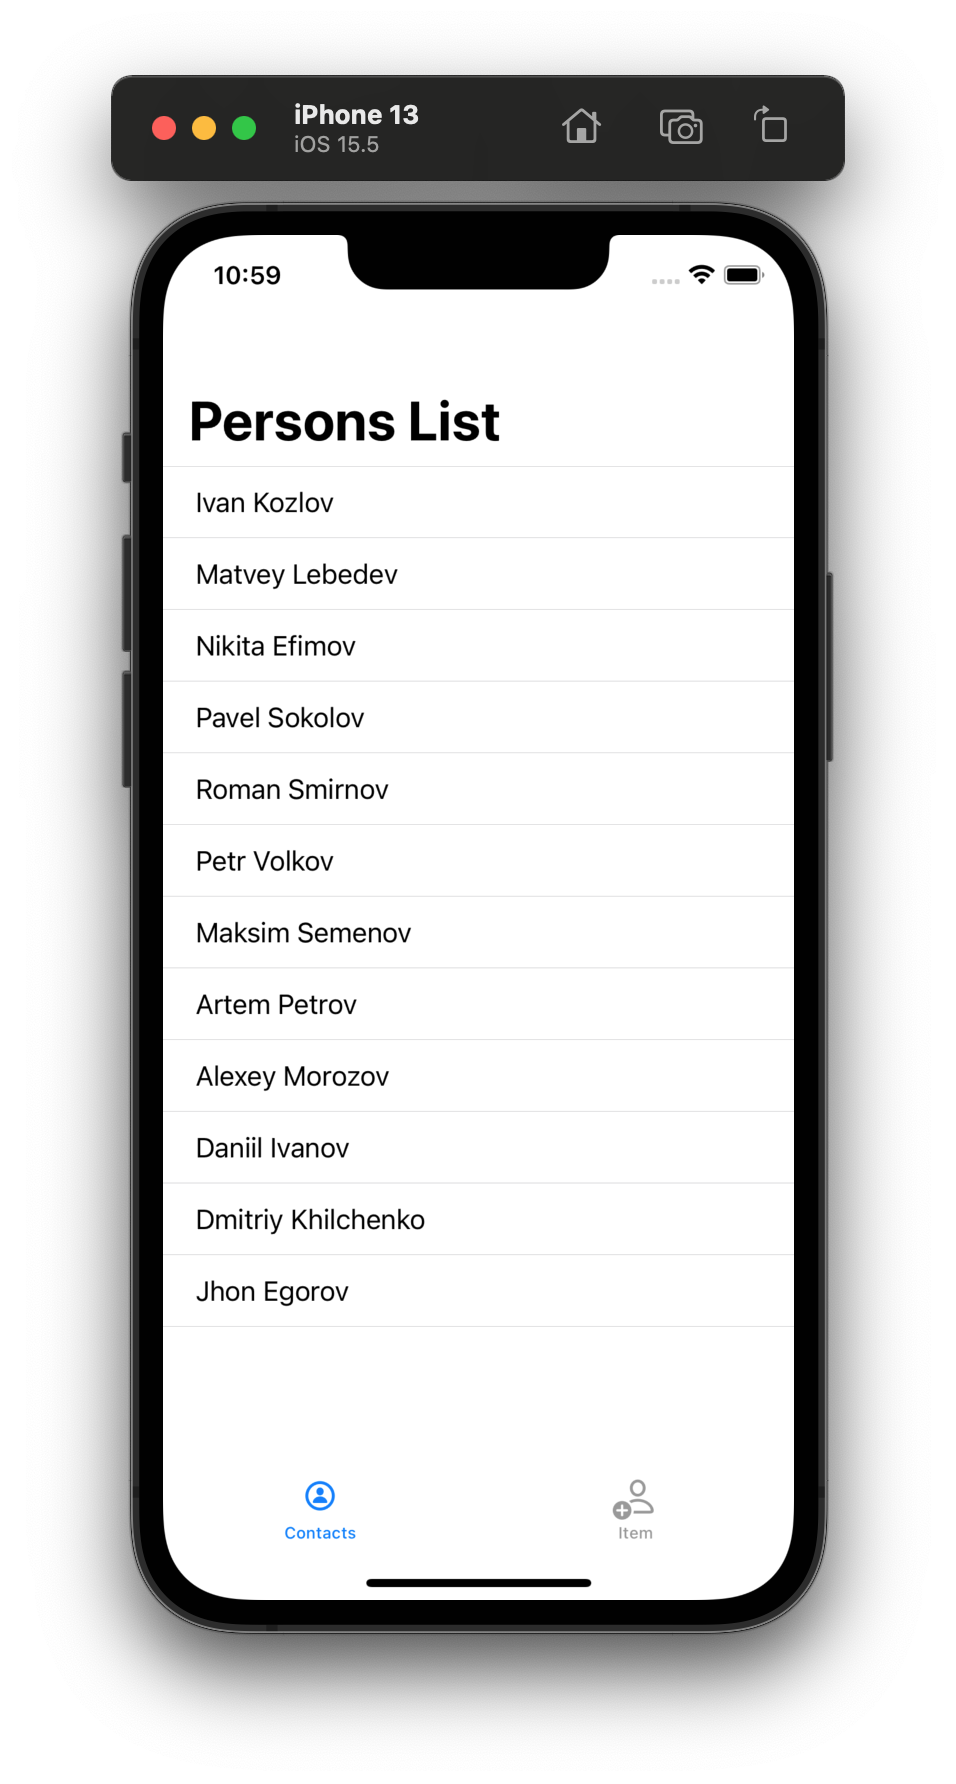 iPhone 13
iOS 15.5
10:59
Persons List
Ivan Kozlov
Matvey Lebedev
Nikita Efimov
Pavel Sokolov
Roman Smirnov
Petr Volkov
Maksim Semenov
Artem Petrov
Alexey Morozov
Daniil Ivanov
Dmitriy Khilchenko
Jhon Egorov
Contacts
Item